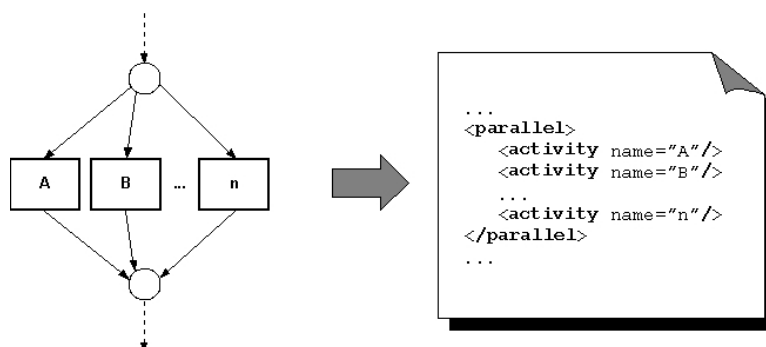 A B ... n
...
<parallel>
<activity name="A"/>
<activity name="B"/>
...
<activity name="n"/>
</parallel>
...